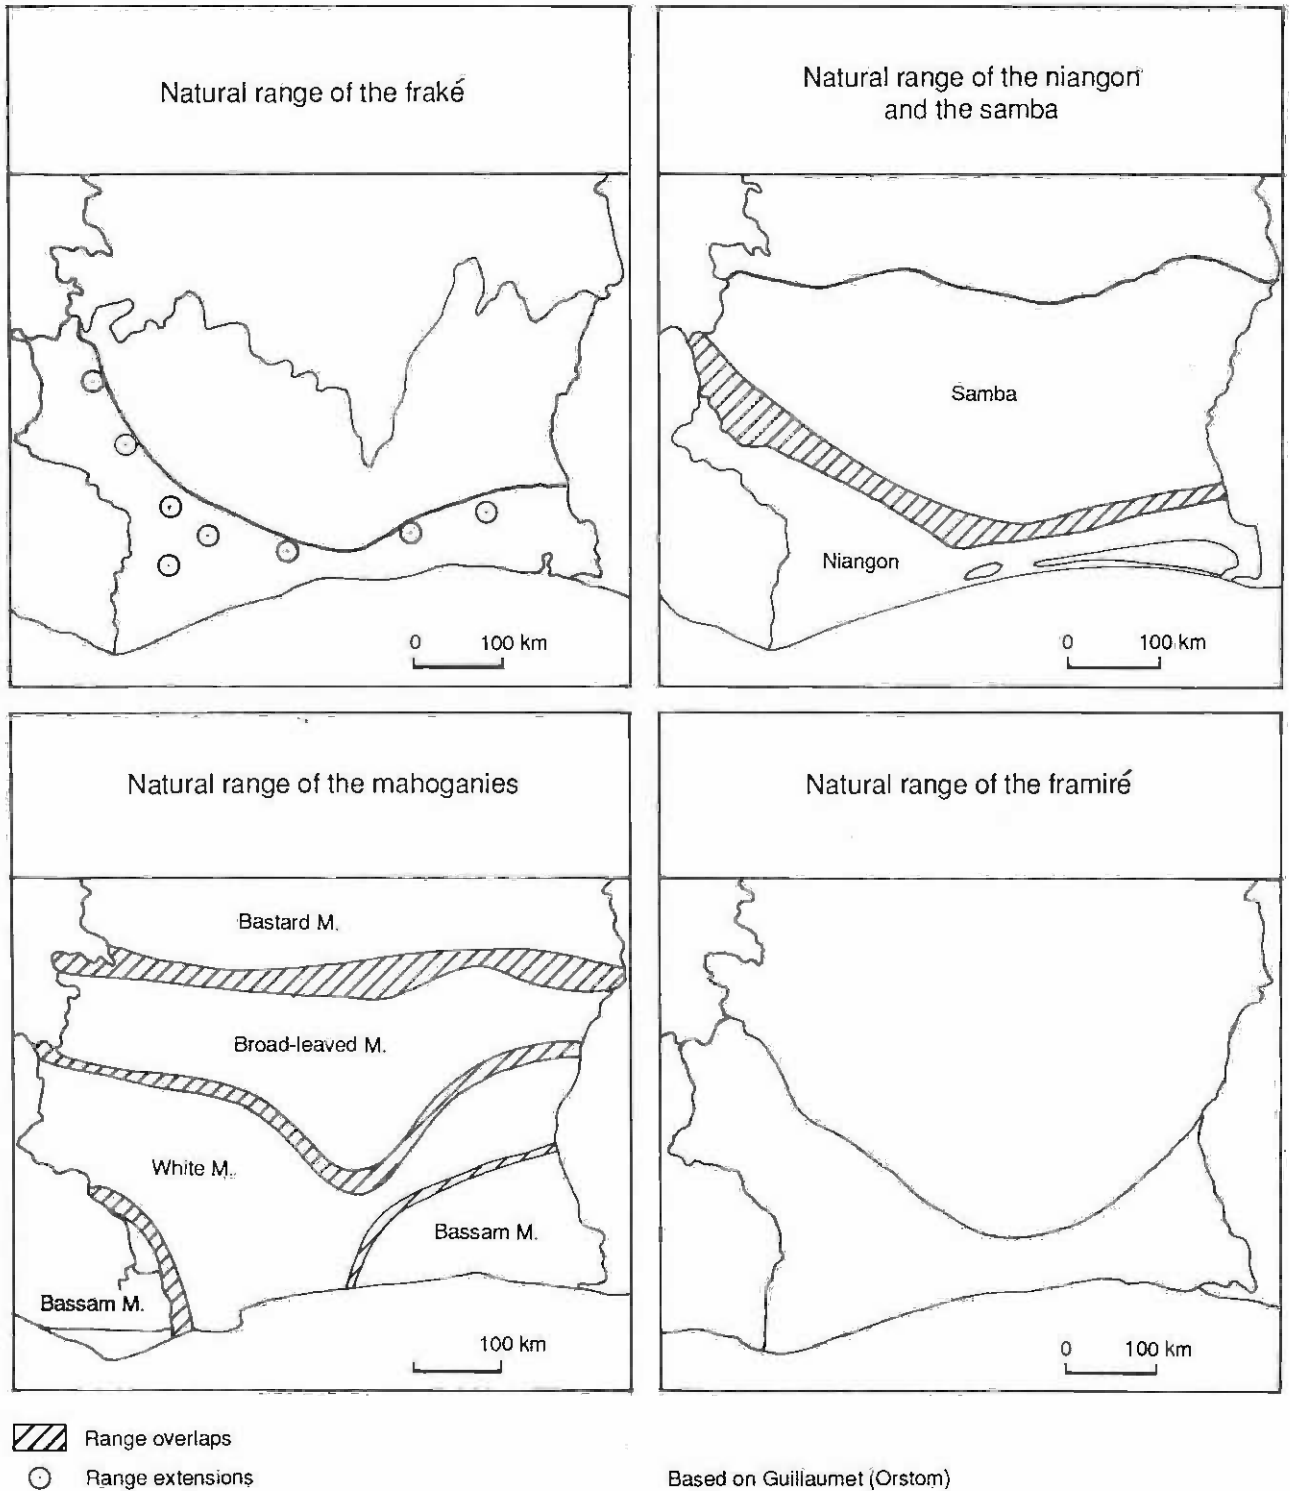 Natural range of the fraké
0 100 km
Natural range of the niangon
and the samba
Samba
Niangon
0 100 km
Natural range of the mahoganies
Bastard M.
Broad-leaved M.
White M.
Bassam M.
Bassam M.
100 km
Natural range of the framiré
0 100 km
Range overlaps
Range extensions
Based on Guillaumet (Orstom)